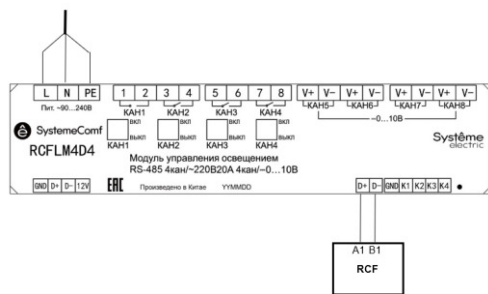 L N PE 1 2 3 4 5 6 7 8 V+ V- V+ V- V+ V- V+ V-
Пит. ~90...240В КАН1 КАН2 КАН3 КАН4 КАН5 КАН6 КАН7 КАН8
⎓0...10В
SystemeComf
RCFLM4D4
ВКЛ ВКЛ ВКЛ ВКЛ
ВЫКЛ ВЫКЛ ВЫКЛ ВЫКЛ
КАН1 КАН2 КАН3 КАН4
Système
electric
Модуль управления освещением
RS-485 4кан/~220В20А 4кан/⎓0...10В
GND D+ D- 12V
EAC Произведено в Китае YYMMDD
D+ D- GND K1 K2 K3 K4
A1 B1
RCF